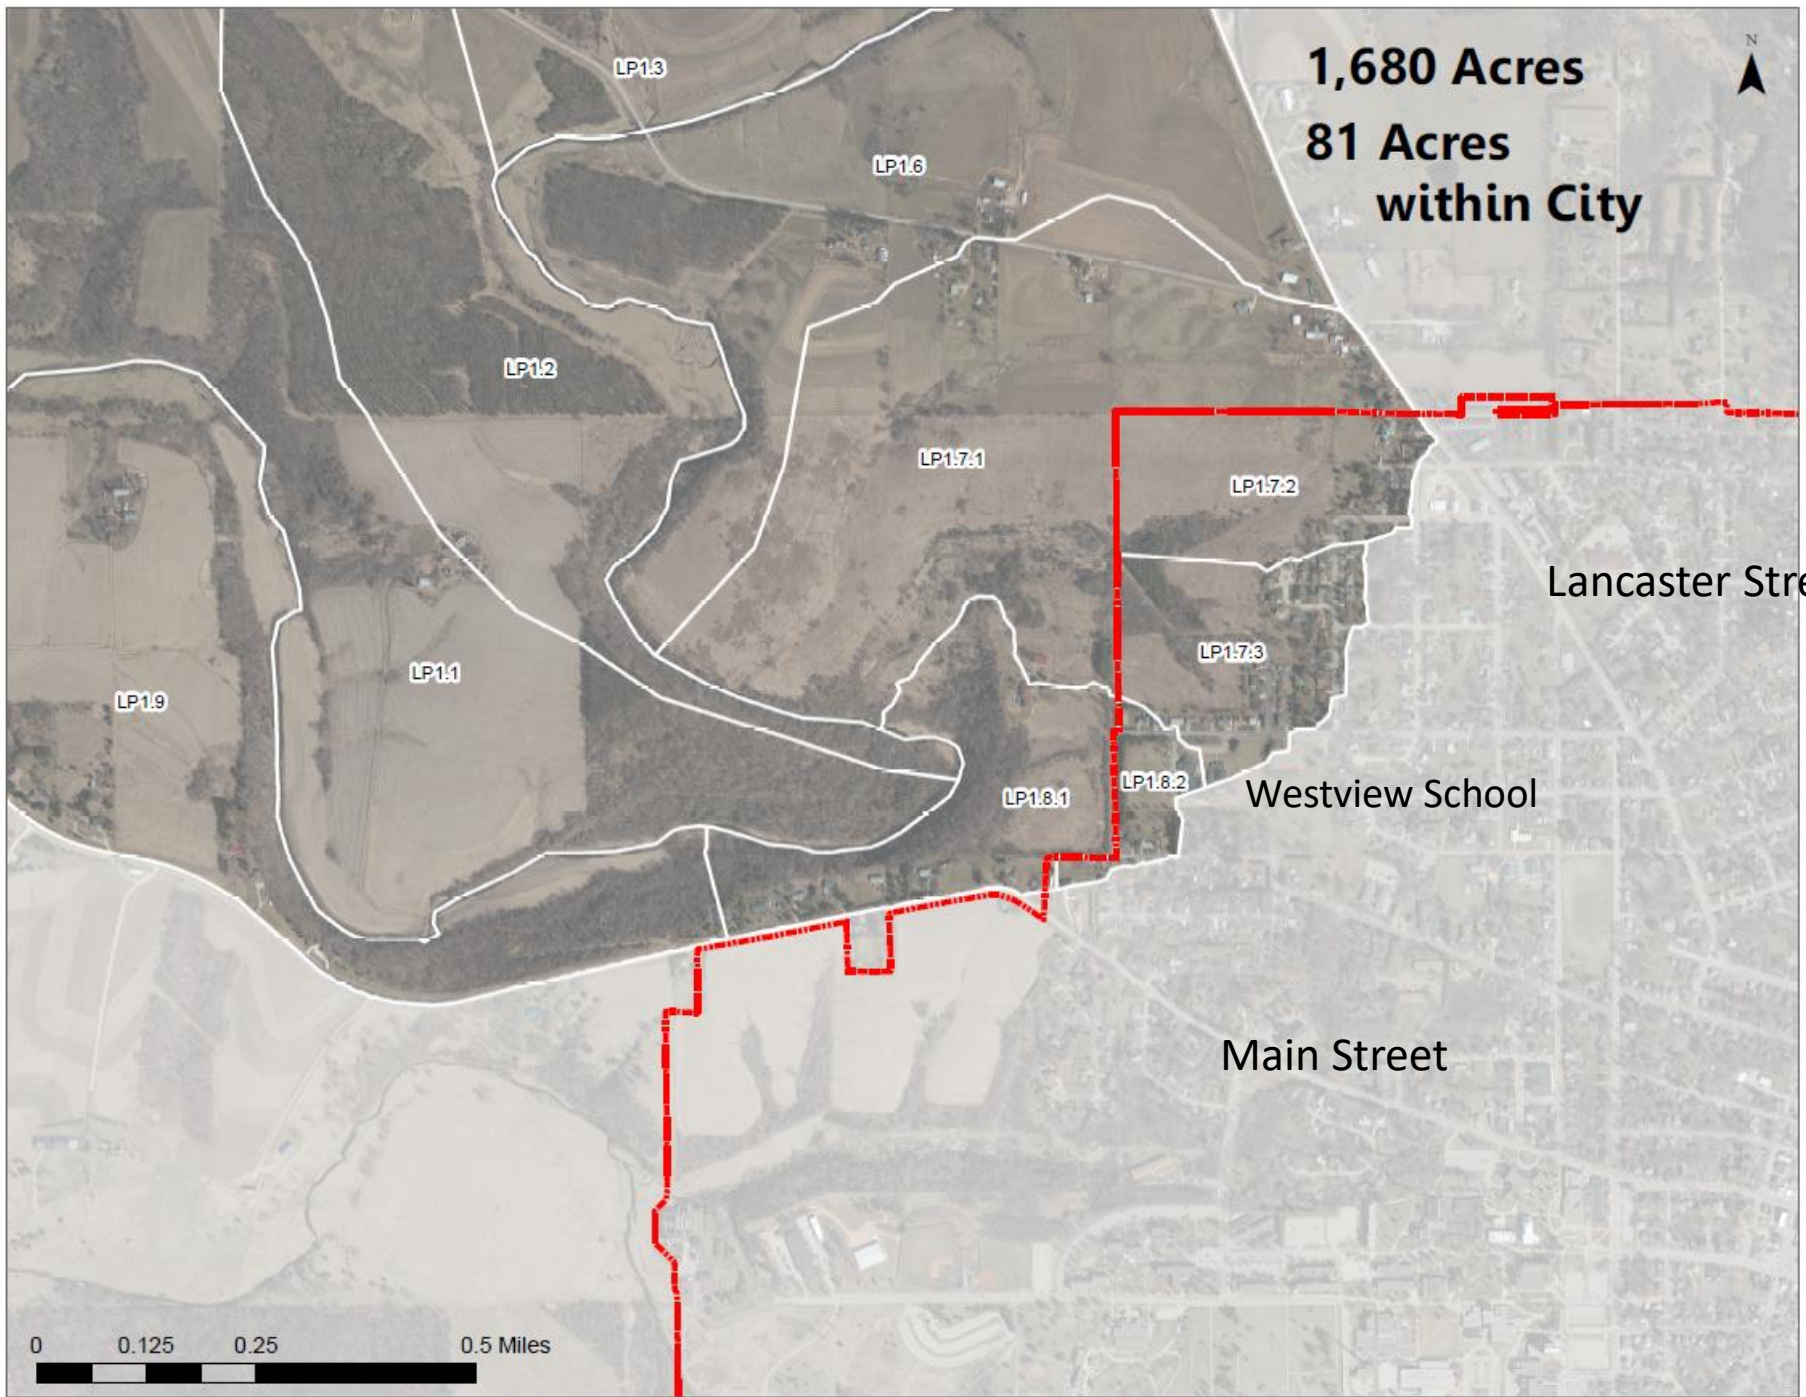 1,680 Acres
81 Acres
within City
N
LP1.3
LP1.6
LP1.2
LP1.7.1
LP1.7.2
Lancaster Stre
LP1.7.3
LP1.1
LP1.9
LP1.8.2
LP1.8.1
Westview School
Main Street
0 0.125 0.25 0.5 Miles